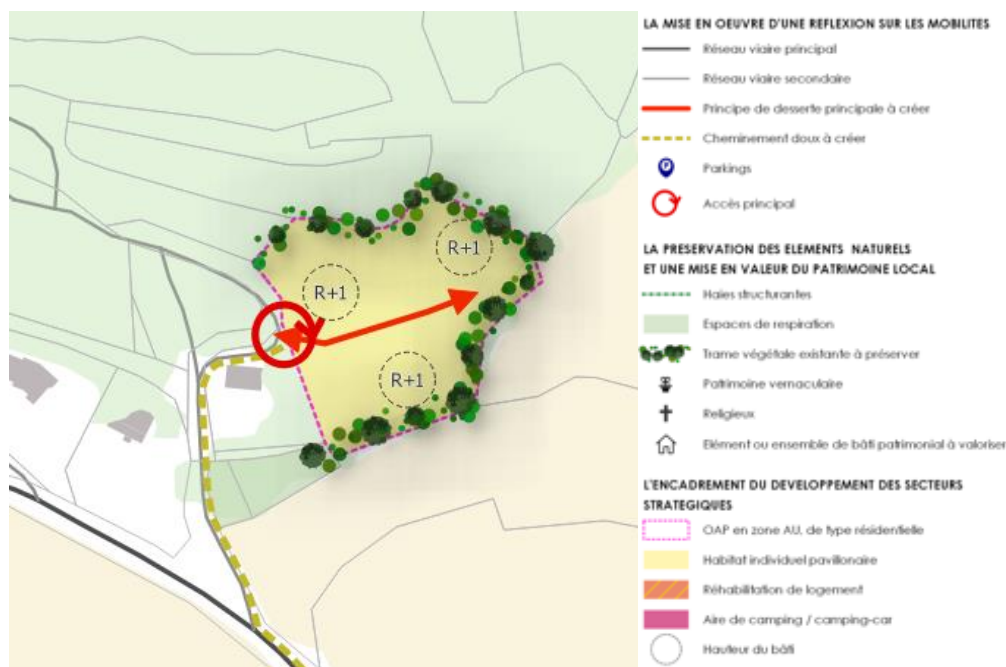 R+1
R+1
R+1
LA MISE EN OEUVRE D'UNE REFLEXION SUR LES MOBILITES
Réseau viaire principal
Réseau viaire secondaire
Principe de desserte principale à créer
Cheminement doux à créer
P
Parkings
Accès principal
LA PRESERVATION DES ELEMENTS NATURELS
ET UNE MISE EN VALEUR DU PATRIMOINE LOCAL
Haies structurantes
Espaces de respiration
Trame végétale existante à préserver
Patrimoine vernaculaire
Religieux
Elément ou ensemble de bâti patrimonial à valoriser
L'ENCADREMENT DU DEVELOPPEMENT DES SECTEURS
STRATEGIQUES
OAP en zone AU, de type résidentielle
Habitat individuel pavillonaire
Réhabilitation de logement
Aire de camping / camping-car
Hauteur du bâti